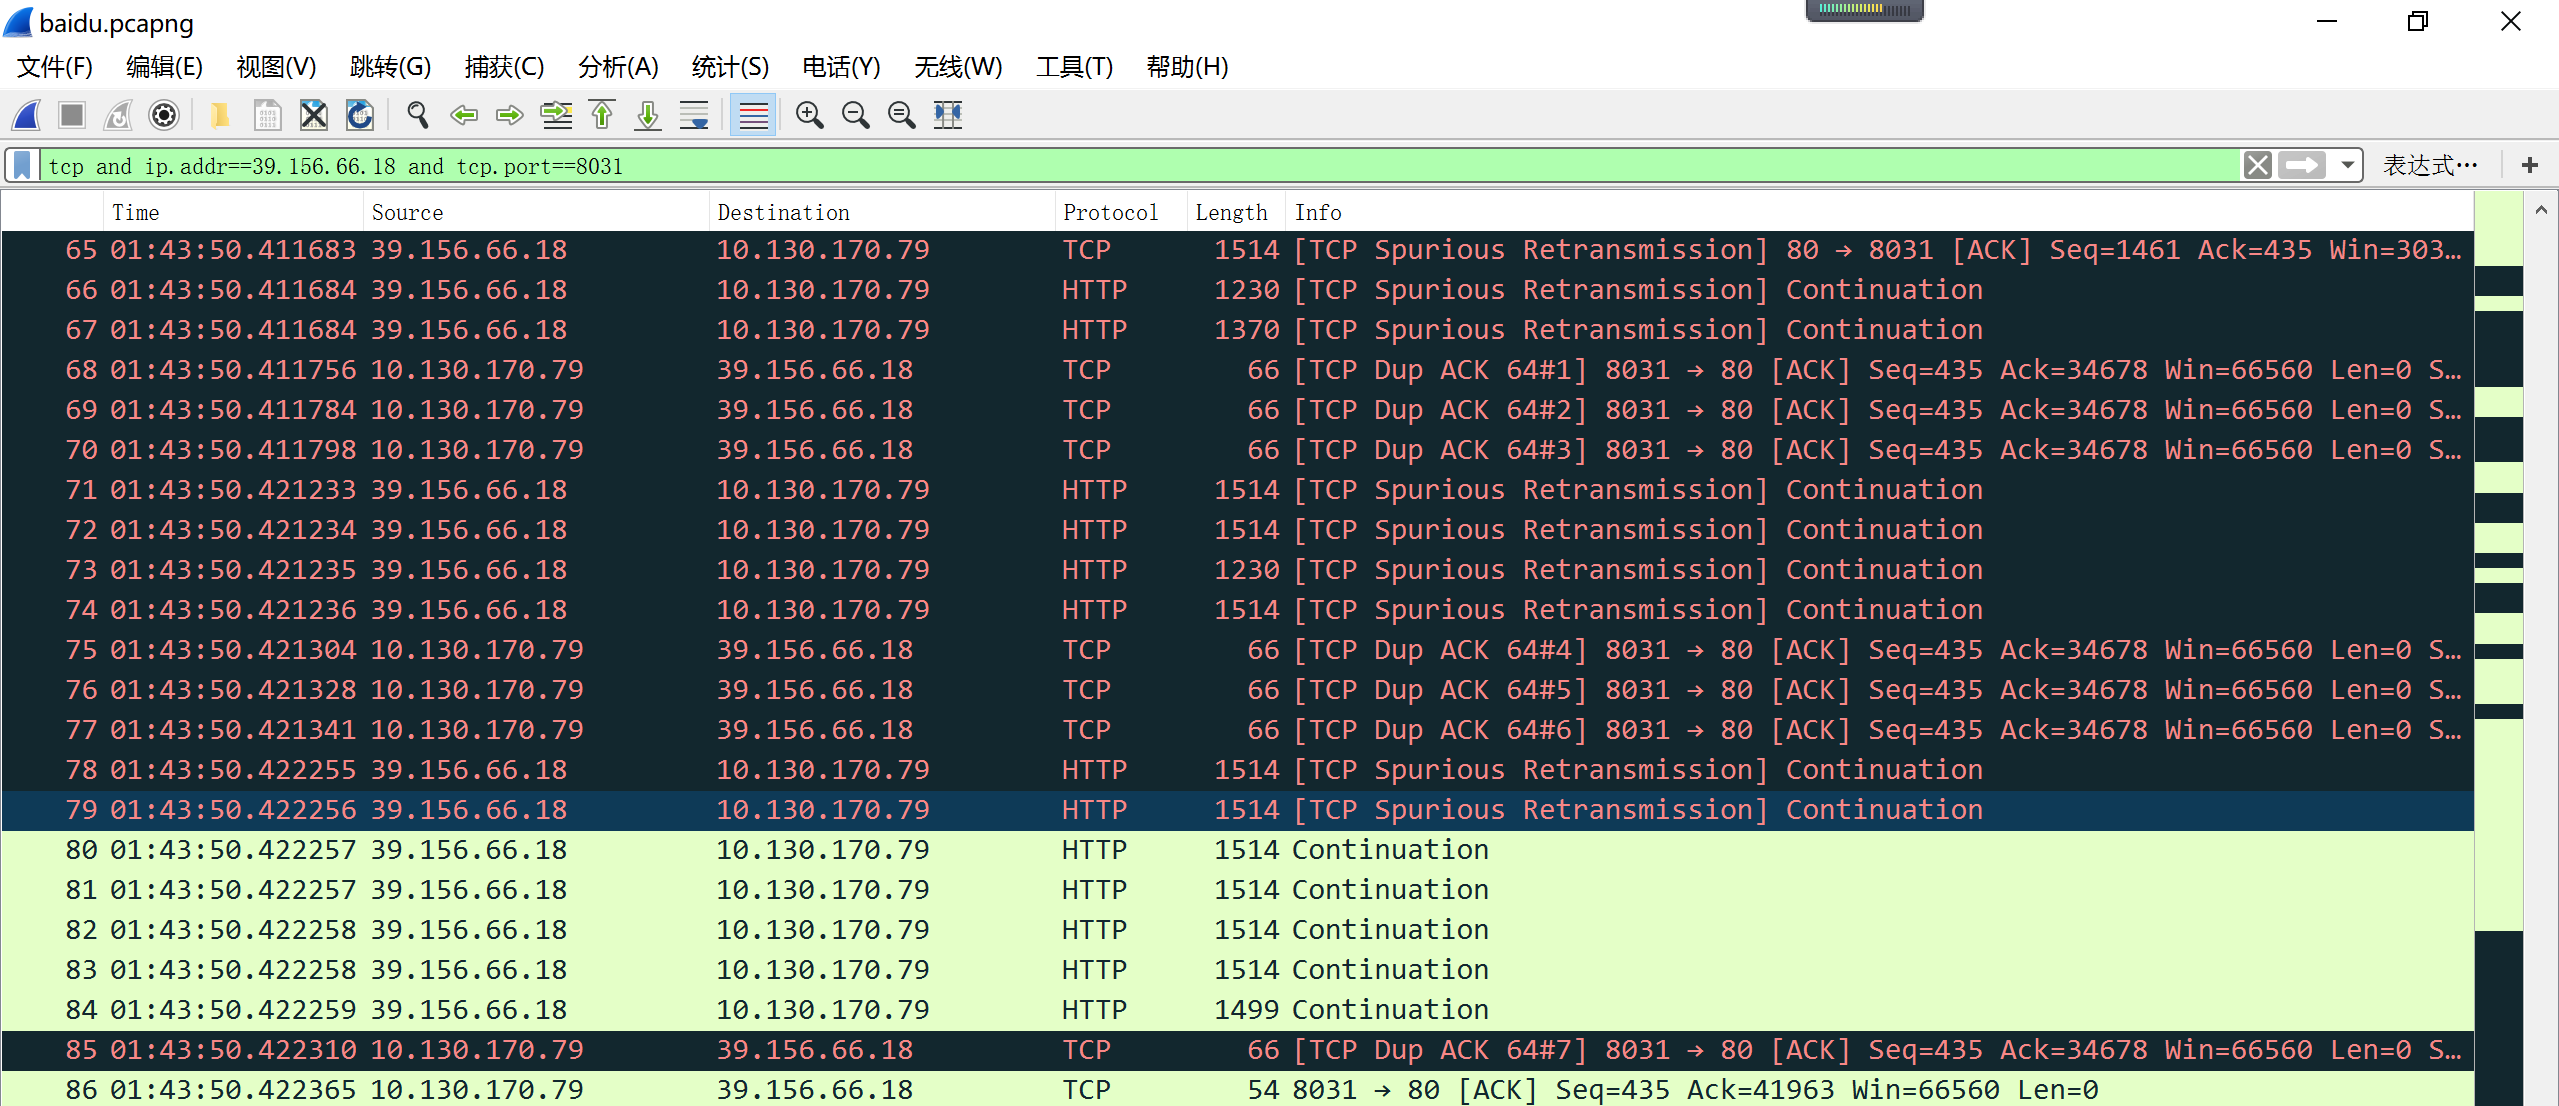 baidu.pcapng
文件(F) 编辑(E) 视图(V) 跳转(G) 捕获(C) 分析(A) 统计(S) 电话(Y) 无线(W) 工具(T) 帮助(H)
tcp and ip.addr==39.156.66.18 and tcp.port==8031 表达式… +
Time Source Destination Protocol Length Info
65 01:43:50.411683 39.156.66.18 10.130.170.79 TCP 1514 [TCP Spurious Retransmission] 80 → 8031 [ACK] Seq=1461 Ack=435 Win=303…
66 01:43:50.411684 39.156.66.18 10.130.170.79 HTTP 1230 [TCP Spurious Retransmission] Continuation
67 01:43:50.411684 39.156.66.18 10.130.170.79 HTTP 1370 [TCP Spurious Retransmission] Continuation
68 01:43:50.411756 10.130.170.79 39.156.66.18 TCP 66 [TCP Dup ACK 64#1] 8031 → 80 [ACK] Seq=435 Ack=34678 Win=66560 Len=0 S…
69 01:43:50.411784 10.130.170.79 39.156.66.18 TCP 66 [TCP Dup ACK 64#2] 8031 → 80 [ACK] Seq=435 Ack=34678 Win=66560 Len=0 S…
70 01:43:50.411798 10.130.170.79 39.156.66.18 TCP 66 [TCP Dup ACK 64#3] 8031 → 80 [ACK] Seq=435 Ack=34678 Win=66560 Len=0 S…
71 01:43:50.421233 39.156.66.18 10.130.170.79 HTTP 1514 [TCP Spurious Retransmission] Continuation
72 01:43:50.421234 39.156.66.18 10.130.170.79 HTTP 1514 [TCP Spurious Retransmission] Continuation
73 01:43:50.421235 39.156.66.18 10.130.170.79 HTTP 1230 [TCP Spurious Retransmission] Continuation
74 01:43:50.421236 39.156.66.18 10.130.170.79 HTTP 1514 [TCP Spurious Retransmission] Continuation
75 01:43:50.421304 10.130.170.79 39.156.66.18 TCP 66 [TCP Dup ACK 64#4] 8031 → 80 [ACK] Seq=435 Ack=34678 Win=66560 Len=0 S…
76 01:43:50.421328 10.130.170.79 39.156.66.18 TCP 66 [TCP Dup ACK 64#5] 8031 → 80 [ACK] Seq=435 Ack=34678 Win=66560 Len=0 S…
77 01:43:50.421341 10.130.170.79 39.156.66.18 TCP 66 [TCP Dup ACK 64#6] 8031 → 80 [ACK] Seq=435 Ack=34678 Win=66560 Len=0 S…
78 01:43:50.422255 39.156.66.18 10.130.170.79 HTTP 1514 [TCP Spurious Retransmission] Continuation
79 01:43:50.422256 39.156.66.18 10.130.170.79 HTTP 1514 [TCP Spurious Retransmission] Continuation
80 01:43:50.422257 39.156.66.18 10.130.170.79 HTTP 1514 Continuation
81 01:43:50.422257 39.156.66.18 10.130.170.79 HTTP 1514 Continuation
82 01:43:50.422258 39.156.66.18 10.130.170.79 HTTP 1514 Continuation
83 01:43:50.422258 39.156.66.18 10.130.170.79 HTTP 1514 Continuation
84 01:43:50.422259 39.156.66.18 10.130.170.79 HTTP 1499 Continuation
85 01:43:50.422310 10.130.170.79 39.156.66.18 TCP 66 [TCP Dup ACK 64#7] 8031 → 80 [ACK] Seq=435 Ack=34678 Win=66560 Len=0 S…
86 01:43:50.422365 10.130.170.79 39.156.66.18 TCP 54 8031 → 80 [ACK] Seq=435 Ack=41963 Win=66560 Len=0